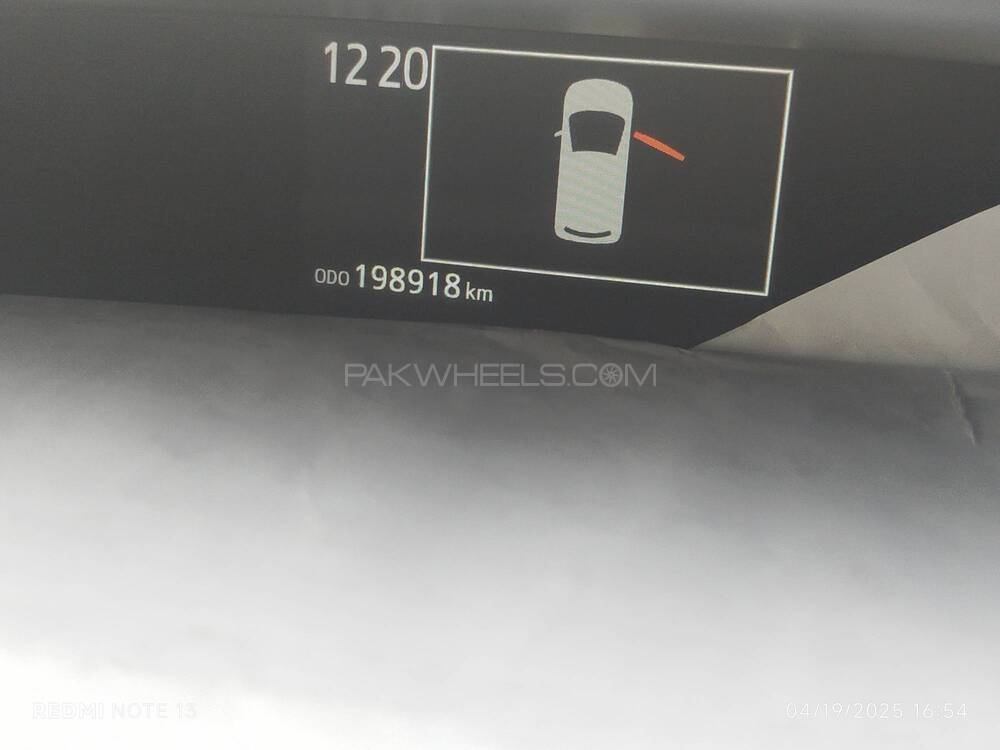 12 20
ODO 198918 km
PAKWHEELS.COM
REDMI NOTE 13
04/19/2025 16:54